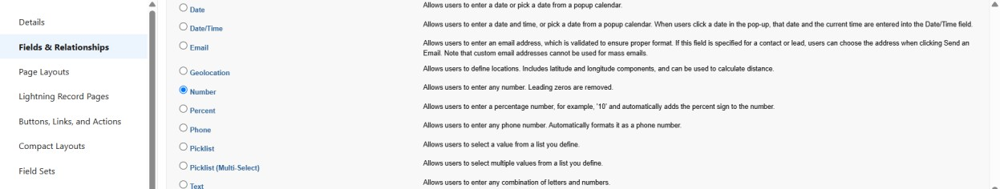 Details
Fields & Relationships
Page Layouts
Lightning Record Pages
Buttons, Links, and Actions
Compact Layouts
Field Sets
Date Allows users to enter a date or pick a date from a popup calendar.
Date/Time Allows users to enter a date and time, or pick a date from a popup calendar. When users click a date in the pop-up, that date and the current time are entered into the Date/Time field.
Email Allows users to enter an email address, which is validated to ensure proper format. If this field is specified for a contact or lead, users can choose the address when clicking Send an
Email. Note that custom email addresses cannot be used for mass emails.
Geolocation Allows users to define locations. Includes latitude and longitude components, and can be used to calculate distance.
Number Allows users to enter any number. Leading zeros are removed.
Percent Allows users to enter a percentage number, for example, '10' and automatically adds the percent sign to the number.
Phone Allows users to enter any phone number. Automatically formats it as a phone number.
Picklist Allows users to select a value from a list you define.
Picklist (Multi-Select) Allows users to select multiple values from a list you define.
Text Allows users to enter any combination of letters and numbers.